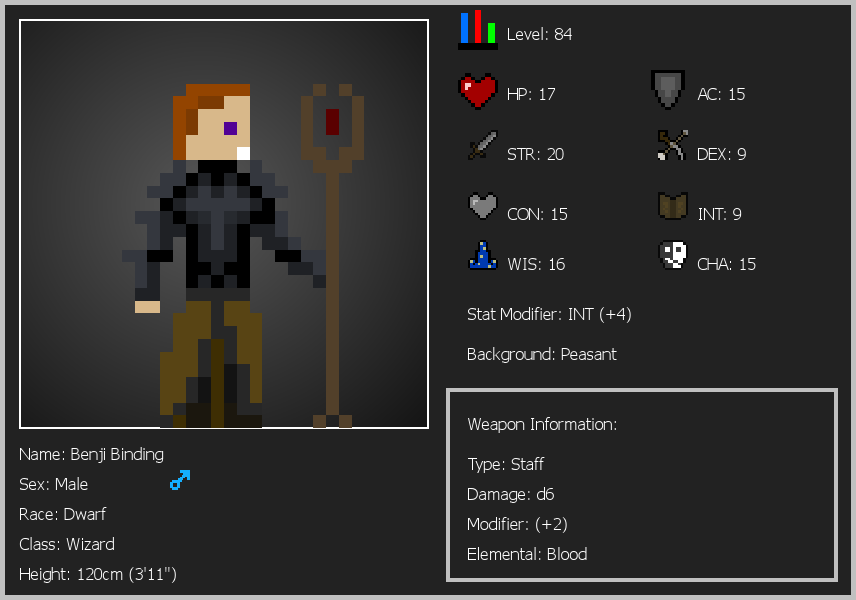 Level: 84
HP: 17
AC: 15
STR: 20
DEX: 9
CON: 15
INT: 9
WIS: 16
CHA: 15
Stat Modifier: INT (+4)
Background: Peasant
Weapon Information:
Type: Staff
Damage: d6
Modifier: (+2)
Elemental: Blood
Name: Benji Binding
Sex: Male
Race: Dwarf
Class: Wizard
Height: 120cm (3'11")